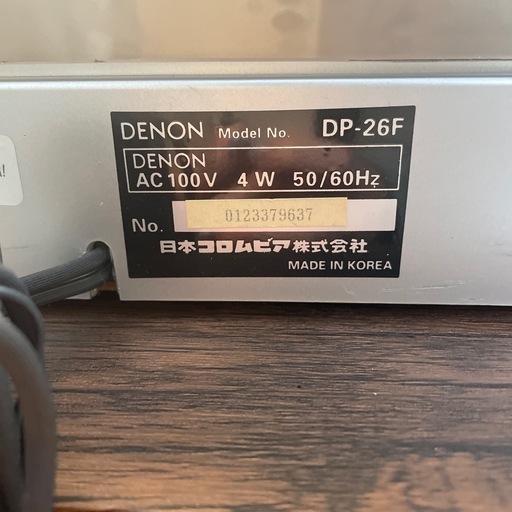 DENON Model No. DP-26F
DENON
AC 100V 4 W 50/60Hz
No. 0123379637
日本コロムビア株式会社
MADE IN KOREA